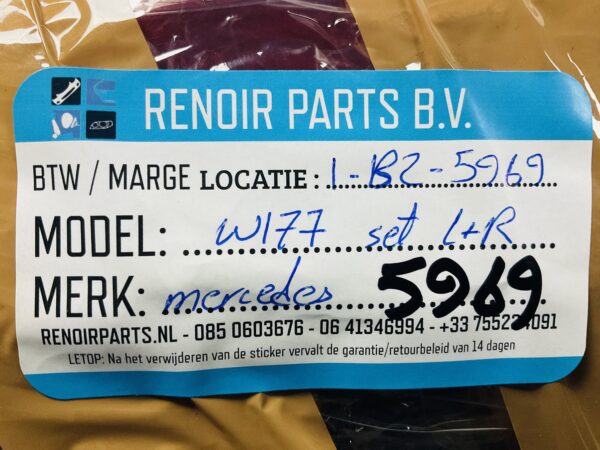 RENOIR PARTS B.V.
BTW / MARGE LOCATIE : 1-B2-5969
MODEL: W177 set L+R
MERK: mercedes 5969
RENOIRPARTS.NL - 085 0603676 - 06 41346994 - +33
LETOP: Na het verwijderen van de sticker vervalt de garantie/retourbeleid van 14 dagen